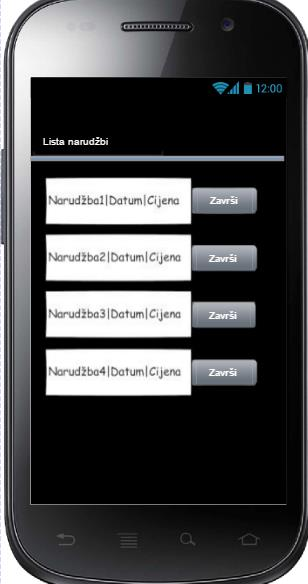 12:00
Lista narudžbi
Narudžba1|Datum|Cijena Završi
Narudžba2|Datum|Cijena Završi
Narudžba3|Datum|Cijena Završi
Narudžba4|Datum|Cijena Završi